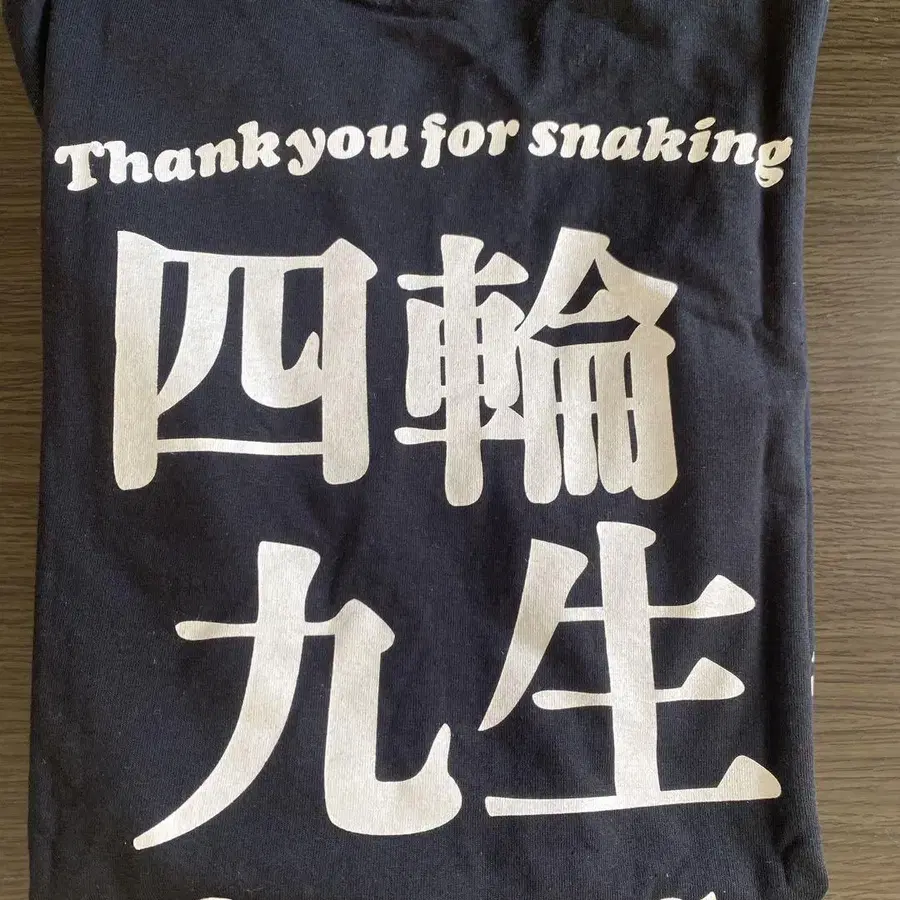 Thank you for snaking
四輪
九生